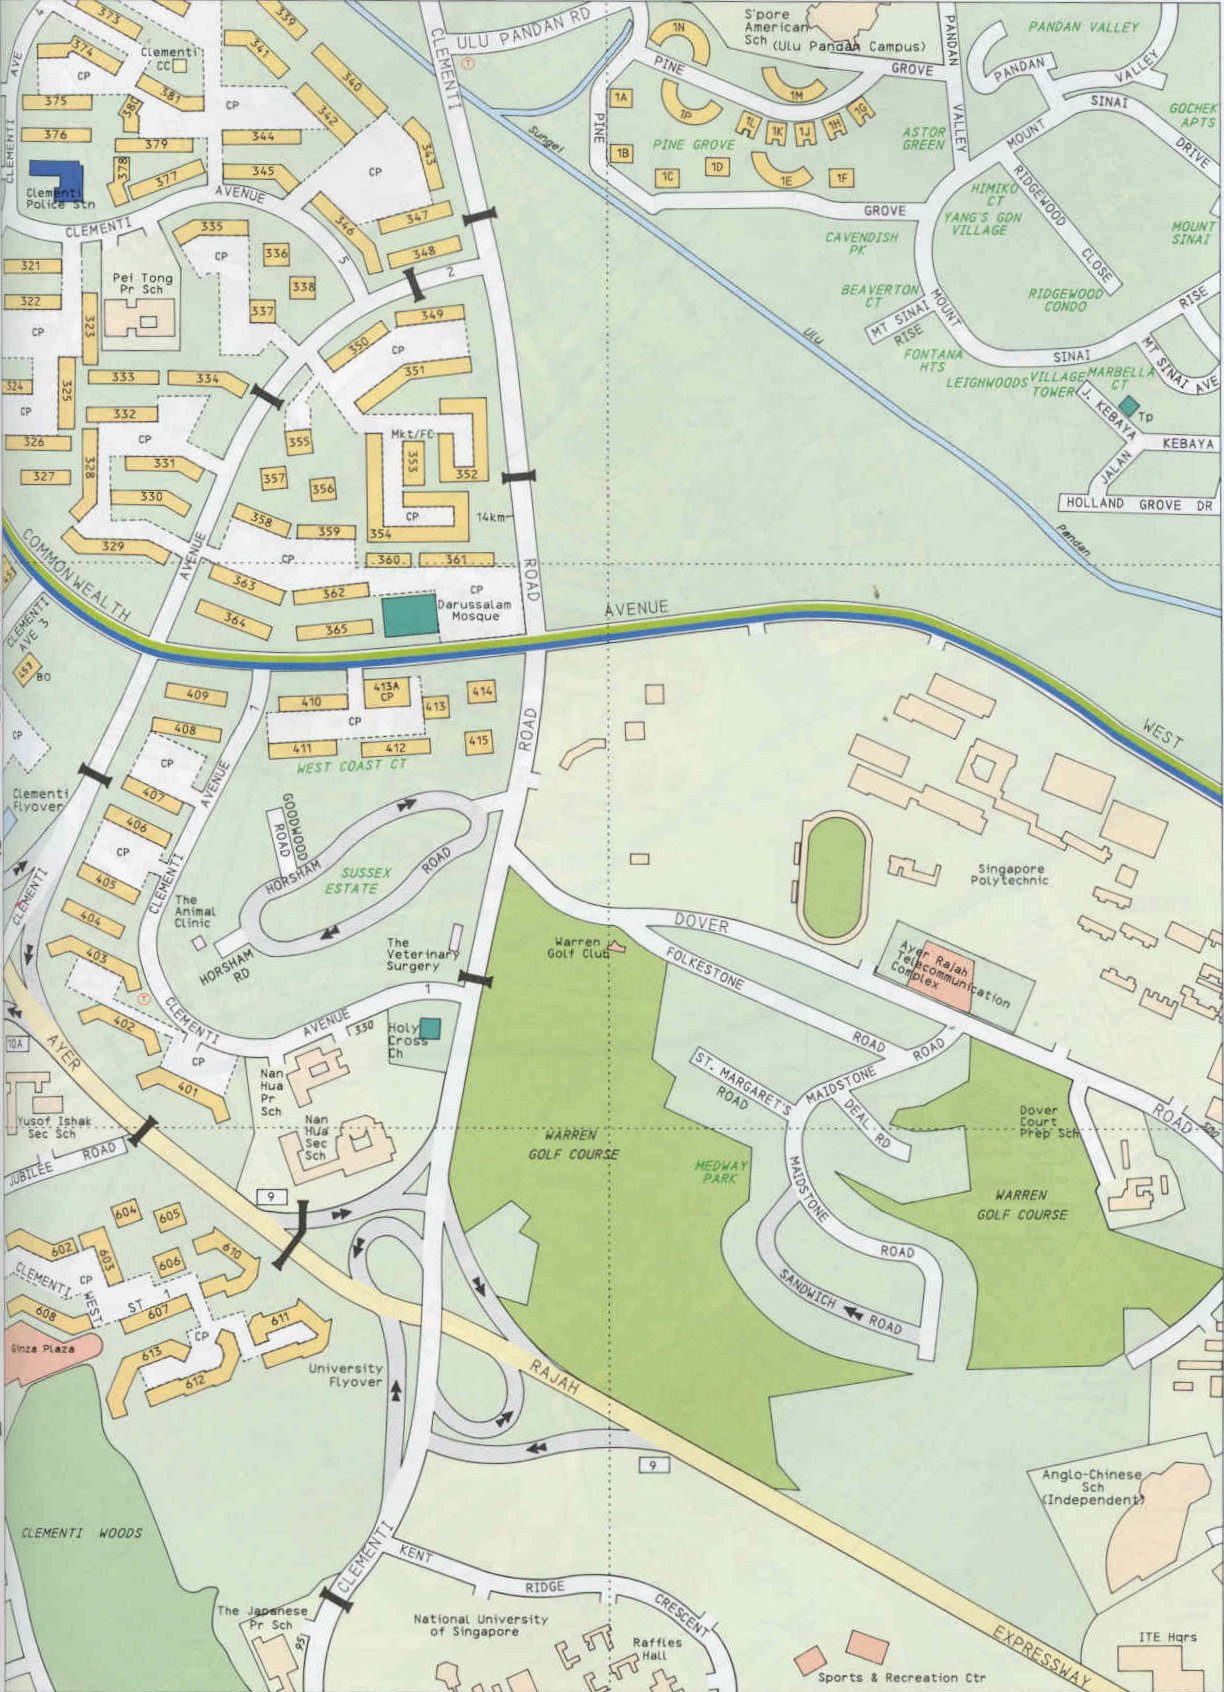 4
373
339
374
CP
Clementi
CC
341
340
AVE
CLEMENTI
375
380
381
CP
342
376
344
343
379
CLEMENTI
378
377
345
CP
Clementi
Police Stn
AVENUE
CLEMENTI
335
346
347
348
5
2
321
Pei Tong
Pr Sch
CP
336
338
337
322
323
CP
349
350
CP
351
324
325
333
334
CP
332
CP
326
Mkt/FC
355
353
352
327
328
331
330
357
356
CP
14km
358
359
354
329
AVENUE
CP
360
361
ROAD
COMMONWEALTH
363
362
CP
364
365
Darussalam
Mosque
AVENUE
CLEMENTI
AVE 3
453
BO
409
410
413A
CP
413
414
408
7
CP
411
412
415
ROAD
WEST COAST CT
CP
CP
Clementi
Flyover
407
AVENUE
406
CP
GOODWOOD
ROAD
HORSHAM
ROAD
SUSSEX
ESTATE
405
CLEMENTI
CLEMENTI
404
The
Animal
Clinic
403
The
Veterinary
Surgery
HORSHAM
RD
402
CLEMENTI
AVENUE
1
330
Holy
Cross
Ch
10A
AYER
CP
401
Nan
Hua
Pr
Sch
Yusof Ishak
Sec Sch
Nan
Hua
Sec
Sch
JUBILEE ROAD
9
604
605
602
603
606
610
CLEMENTI
WEST
ST 1
CP
607
608
CP
611
Ginza Plaza
613
612
University
Flyover
RAJAH
9
CLEMENTI WOODS
CLEMENTI
KENT
RIDGE
CRESCENT
The Japanese
Pr Sch
95
National University
of Singapore
Raffles
Hall
Sports & Recreation Ctr
EXPRESSWAY
ITE Hqrs
Anglo-Chinese
Sch
(Independent)
ULU PANDAN RD
1N
S'pore
American
Sch (Ulu Pandan Campus)
PANDAN
VALLEY
PANDAN VALLEY
PANDAN
VALLEY
PINE
GROVE
1A
1P
1M
1L
1K
1J
1H
1G
SINAI
DRIVE
GOCHEK
APTS
Sungei
PINE
1B
PINE GROVE
ASTOR
GREEN
MOUNT
1C
1D
1E
1F
GROVE
RIDGEWOOD
CLOSE
HIMIKO
CT
YANG'S GDN
VILLAGE
CAVENDISH
PK
MOUNT
SINAI
BEAVERTON
CT
MOUNT
SINAI
RISE
RIDGEWOOD
CONDO
MT SINAI
RISE
Ulu
FONTANA
HTS
LEIGHWOODS
VILLAGE
TOWER
MARBELLA
CT
MT SINAI AVE
J. KEBAYA
Tp
KEBAYA
JALAN
HOLLAND GROVE DR
Pandan
WEST
Singapore
Polytechnic
DOVER
Warren
Golf Club
Ayer Rajah
Telecommunication
Complex
FOLKESTONE
ROAD
ST. MARGARET'S
ROAD
MAIDSTONE
ROAD
DEAL RD
Dover
Court
Prep Sch
ROAD
500
WARREN
GOLF COURSE
MEDWAY
PARK
MAIDSTONE
ROAD
WARREN
GOLF COURSE
SANDWICH
ROAD